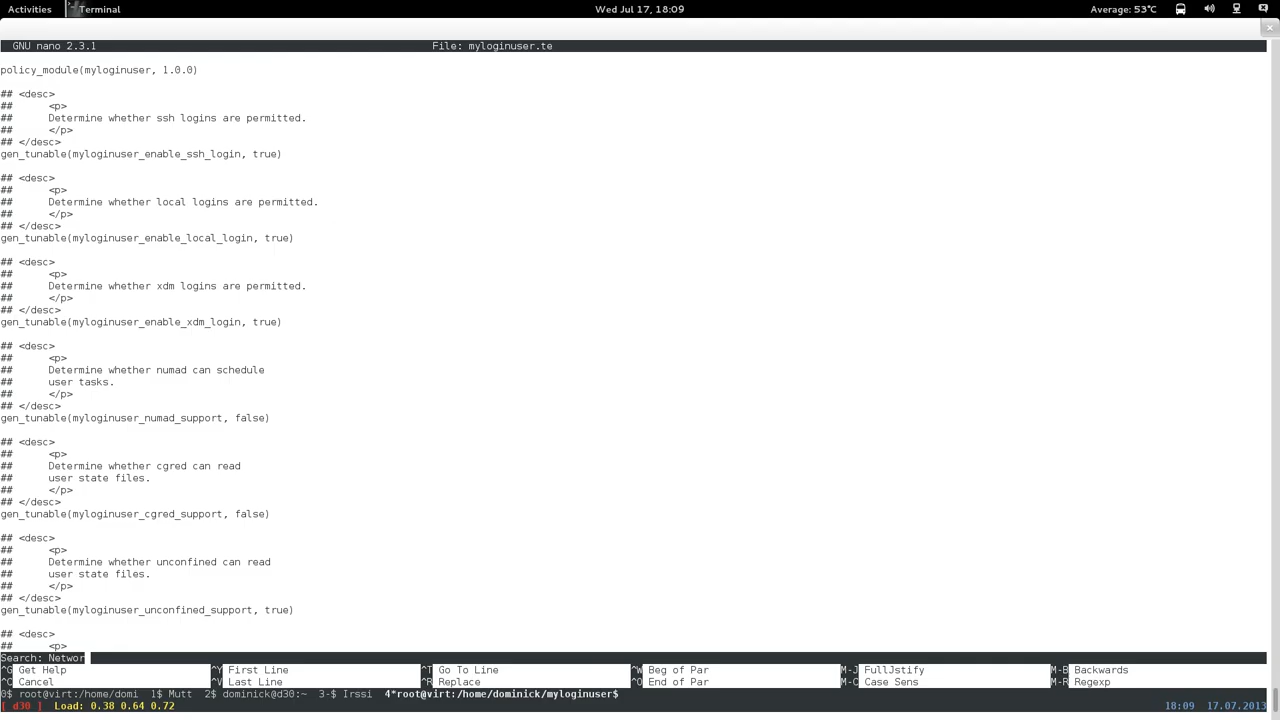 Activities Terminal Wed Jul 17, 18:09 Average: 53°C
GNU nano 2.3.1 File: myloginuser.te
policy_module(myloginuser, 1.0.0)
## <desc>
## <p>
## Determine whether ssh logins are permitted.
## </p>
## </desc>
gen_tunable(myloginuser_enable_ssh_login, true)
## <desc>
## <p>
## Determine whether local logins are permitted.
## </p>
## </desc>
gen_tunable(myloginuser_enable_local_login, true)
## <desc>
## <p>
## Determine whether xdm logins are permitted.
## </p>
## </desc>
gen_tunable(myloginuser_enable_xdm_login, true)
## <desc>
## <p>
## Determine whether numad can schedule
## user tasks.
## </p>
## </desc>
gen_tunable(myloginuser_numad_support, false)
## <desc>
## <p>
## Determine whether cgred can read
## user state files.
## </p>
## </desc>
gen_tunable(myloginuser_cgred_support, false)
## <desc>
## <p>
## Determine whether unconfined can read
## user state files.
## </p>
## </desc>
gen_tunable(myloginuser_unconfined_support, true)
## <desc>
## <p>
Search: Networ
^G Get Help ^Y First Line ^T Go To Line ^W Beg of Par M-J FullJstify M-B Backwards
^C Cancel ^V Last Line ^R Replace ^O End of Par M-C Case Sens M-R Regexp
0$ root@virt:/home/domi 1$ Mutt 2$ dominick@d30:~ 3-$ Irssi 4*root@virt:/home/dominick/myloginuser$
[ d30 ] Load: 0.38 0.64 0.72 18:09 17.07.2013